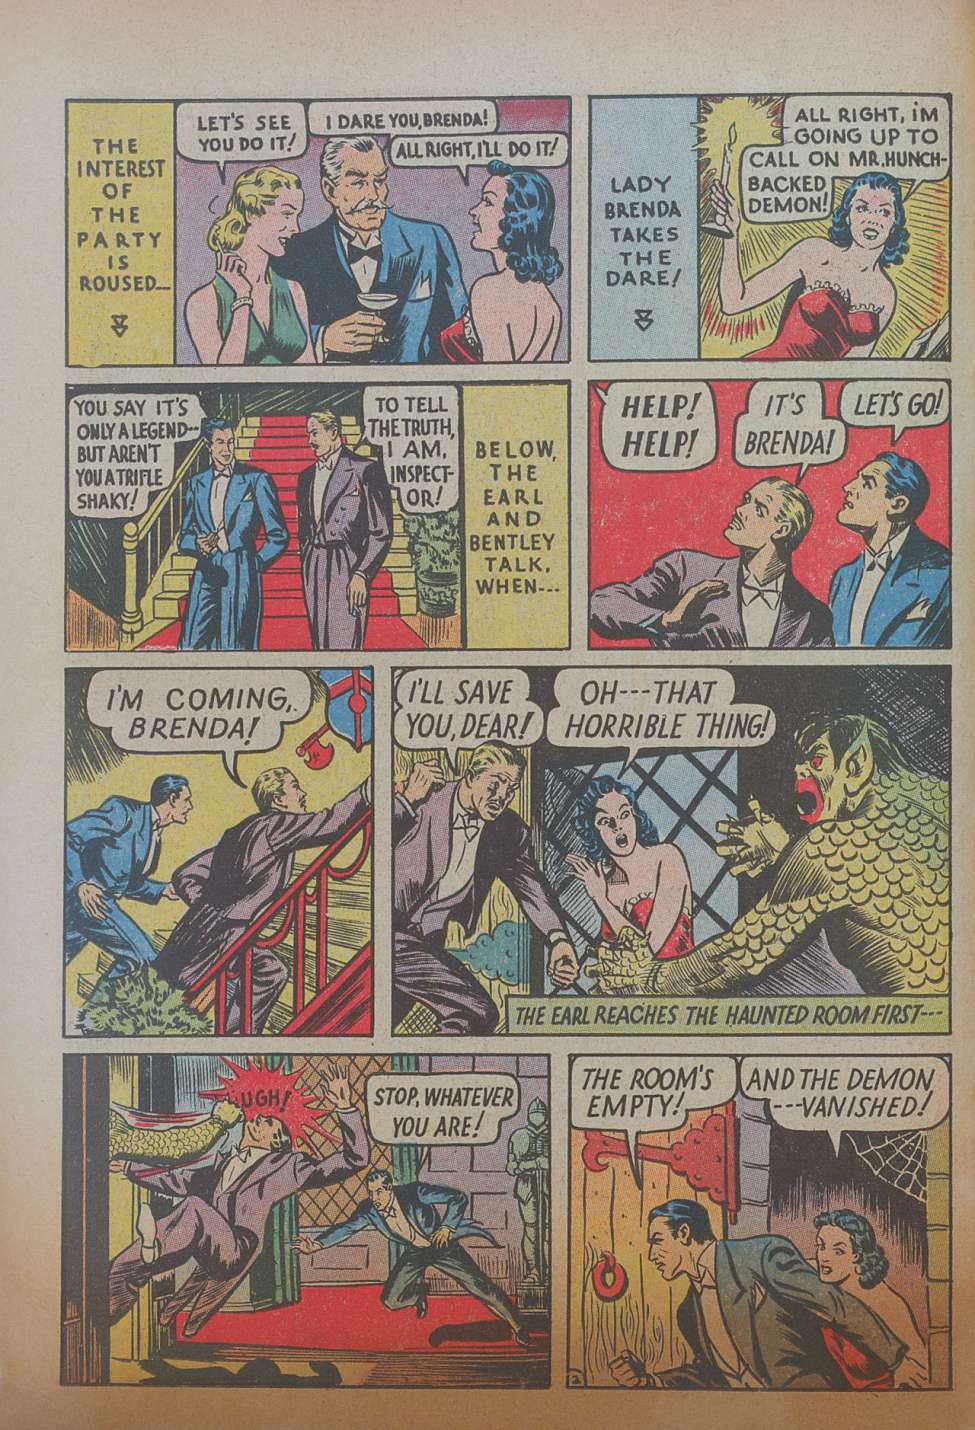 THE
INTEREST
OF
THE
PARTY
IS
ROUSED--
LET'S SEE
YOU DO IT!
I DARE YOU, BRENDA!
ALL RIGHT, I'LL DO IT!
LADY
BRENDA
TAKES
THE
DARE!
ALL RIGHT, I'M
GOING UP TO
CALL ON MR. HUNCH-
BACKED
DEMON!
YOU SAY IT'S
ONLY A LEGEND--
BUT AREN'T
YOU A TRIFLE
SHAKY!
TO TELL
THE TRUTH,
I AM,
INSPECT-
OR!
BELOW,
THE
EARL
AND
BENTLEY
TALK,
WHEN---
HELP!
HELP!
IT'S
BRENDA!
LET'S GO!
I'M COMING,
BRENDA!
I'LL SAVE
YOU, DEAR!
OH---THAT
HORRIBLE THING!
THE EARL REACHES THE HAUNTED ROOM FIRST---
UGH!
STOP, WHATEVER
YOU ARE!
THE ROOM'S
EMPTY!
AND THE DEMON
---VANISHED!
2